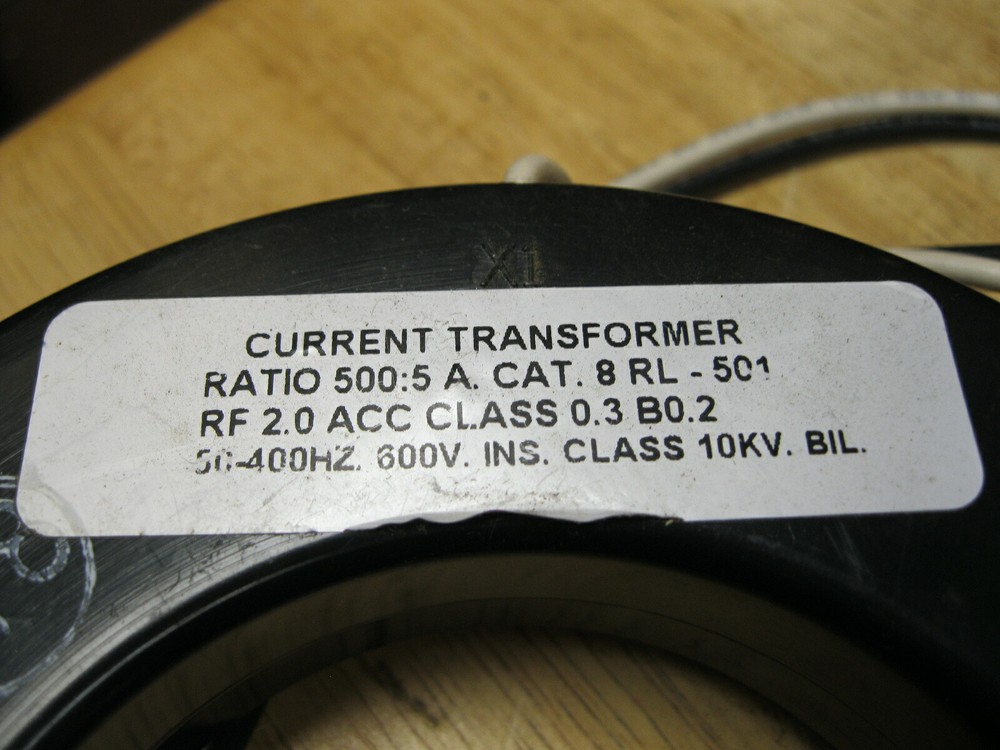 X1
CURRENT TRANSFORMER
RATIO 500:5 A. CAT. 8 RL - 501
RF 2.0 ACC CLASS 0.3 B0.2
50-400HZ. 600V. INS. CLASS 10KV. BIL.
8